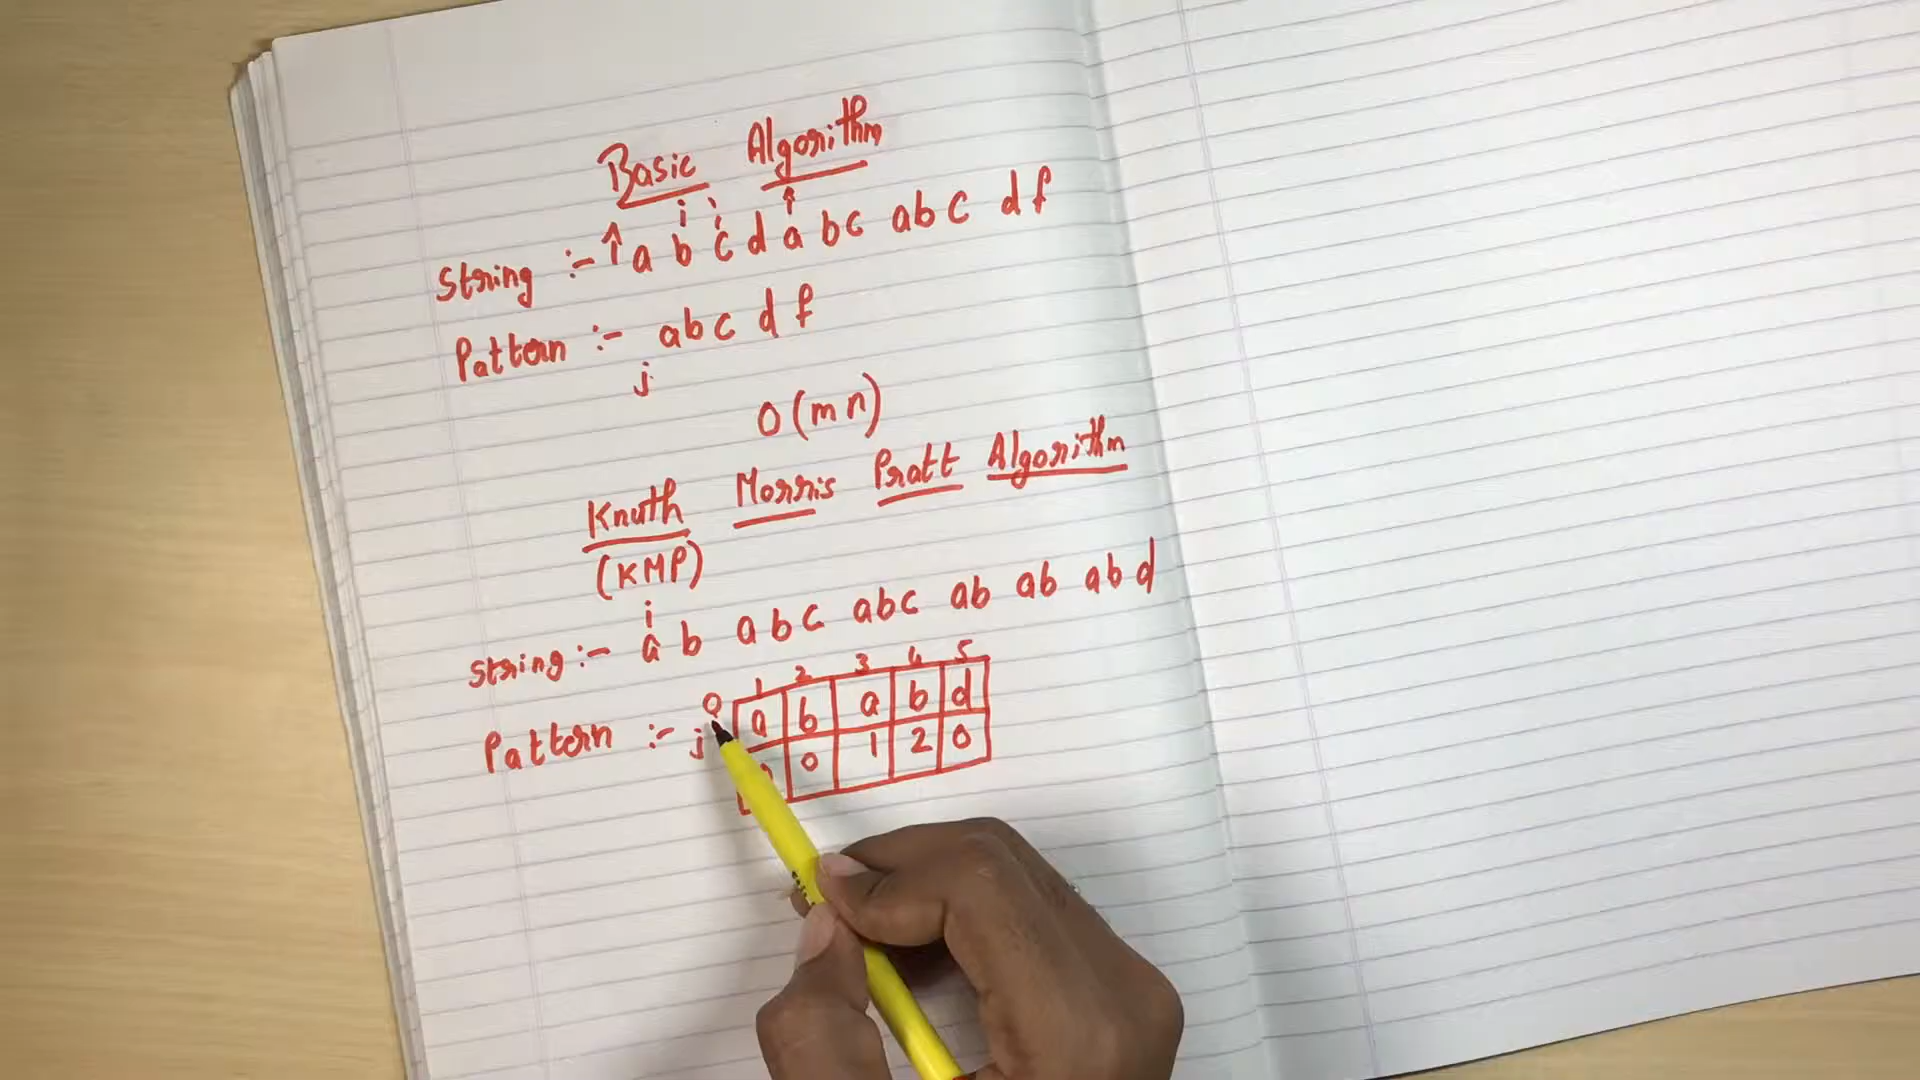 Basic Algorithm
i i
String :- a b c d a b c a b c d f
Pattern :- a b c d f
j
O(mn)
Knuth Morris Pratt Algorithm
(KMP)
i
String :- a b a b c a b c a b a b a b d
0 1 2 3 4 5
Pattern :- a b a b d
j 0 1 2 0